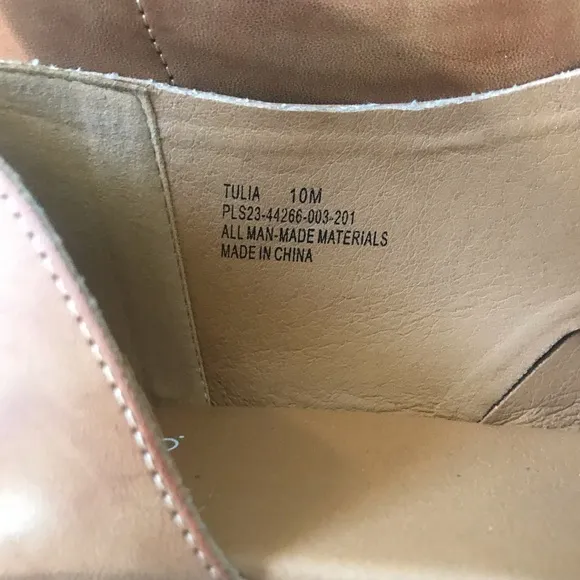 TULIA 10M
PLS23-44266-003-201
ALL MAN-MADE MATERIALS
MADE IN CHINA